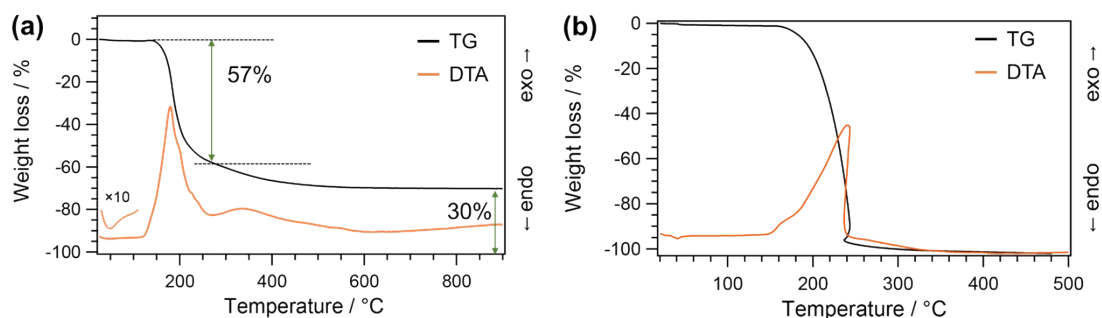 (a)
0
-20
-40
-60
-80
-100
Weight loss / %
57%
30%
×10
TG
DTA
exo →
← endo
200
400
600
800
Temperature / °C
(b)
0
-20
-40
-60
-80
-100
Weight loss / %
TG
DTA
exo →
← endo
100
200
300
400
500
Temperature / °C